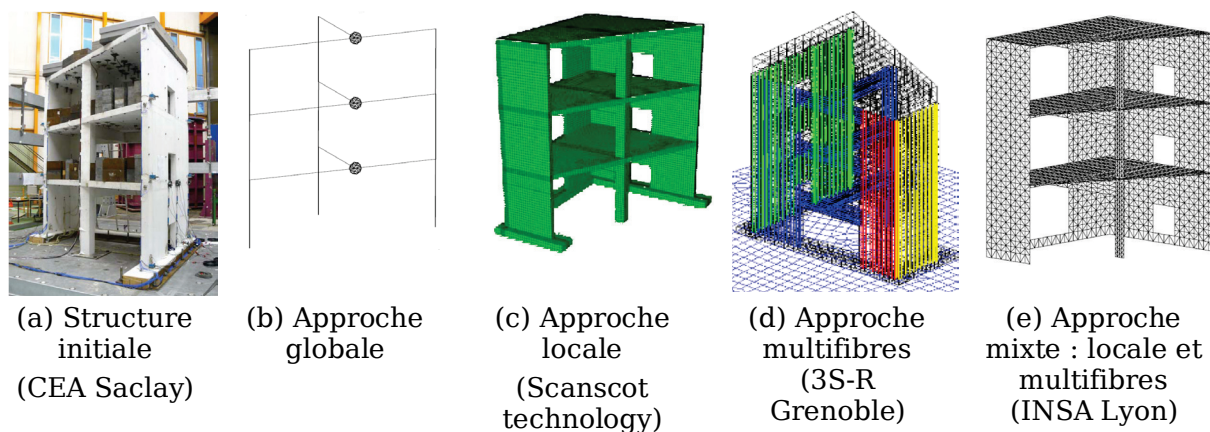 (a) Structure
initiale
(CEA Saclay)
(b) Approche
globale
(c) Approche
locale
(Scanscot
technology)
(d) Approche
multifibres
(3S-R
Grenoble)
(e) Approche
mixte : locale et
multifibres
(INSA Lyon)